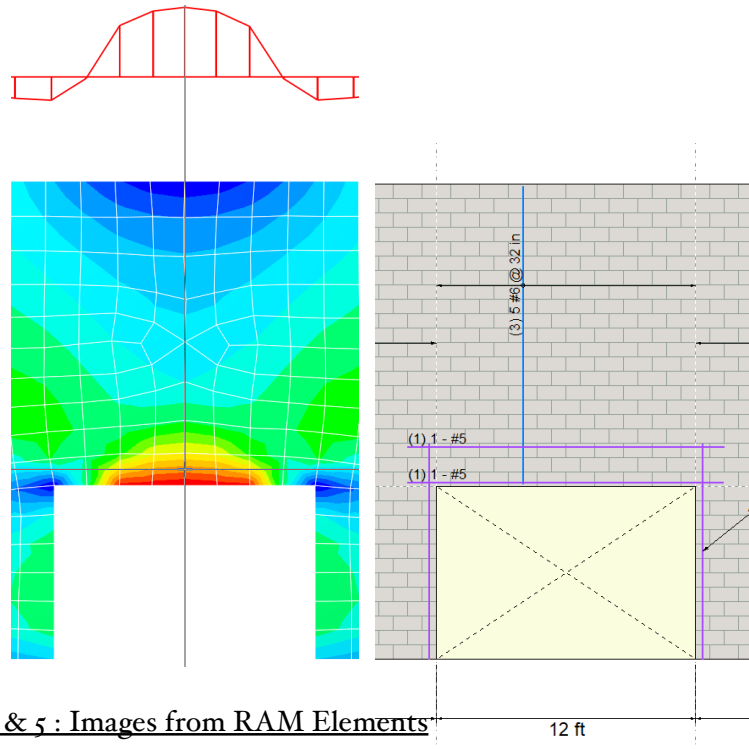 (3) 5 #6 @ 32 in
(1) 1 - #5
(1) 1 - #5
& 5 : Images from RAM Elements
12 ft